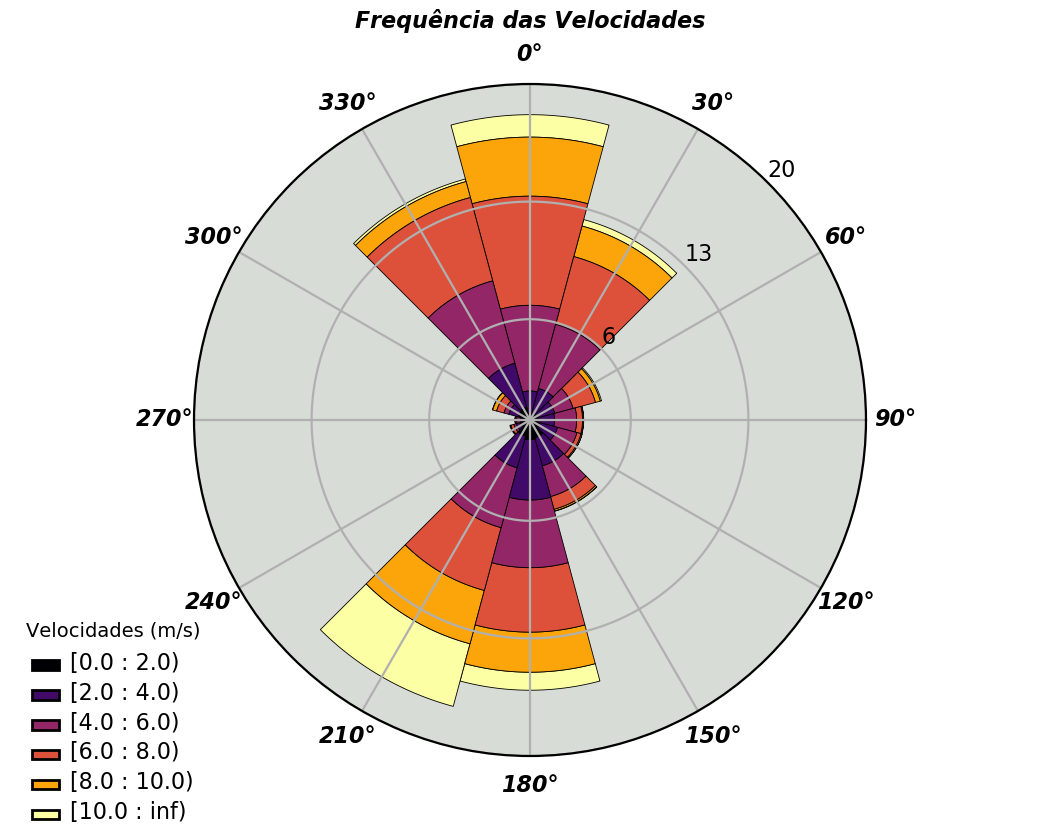 Frequência das Velocidades
0°
330°
30°
20
300°
60°
13
6
270°
90°
240°
120°
210°
150°
180°
Velocidades (m/s)
[0.0 : 2.0)
[2.0 : 4.0)
[4.0 : 6.0)
[6.0 : 8.0)
[8.0 : 10.0)
[10.0 : inf)